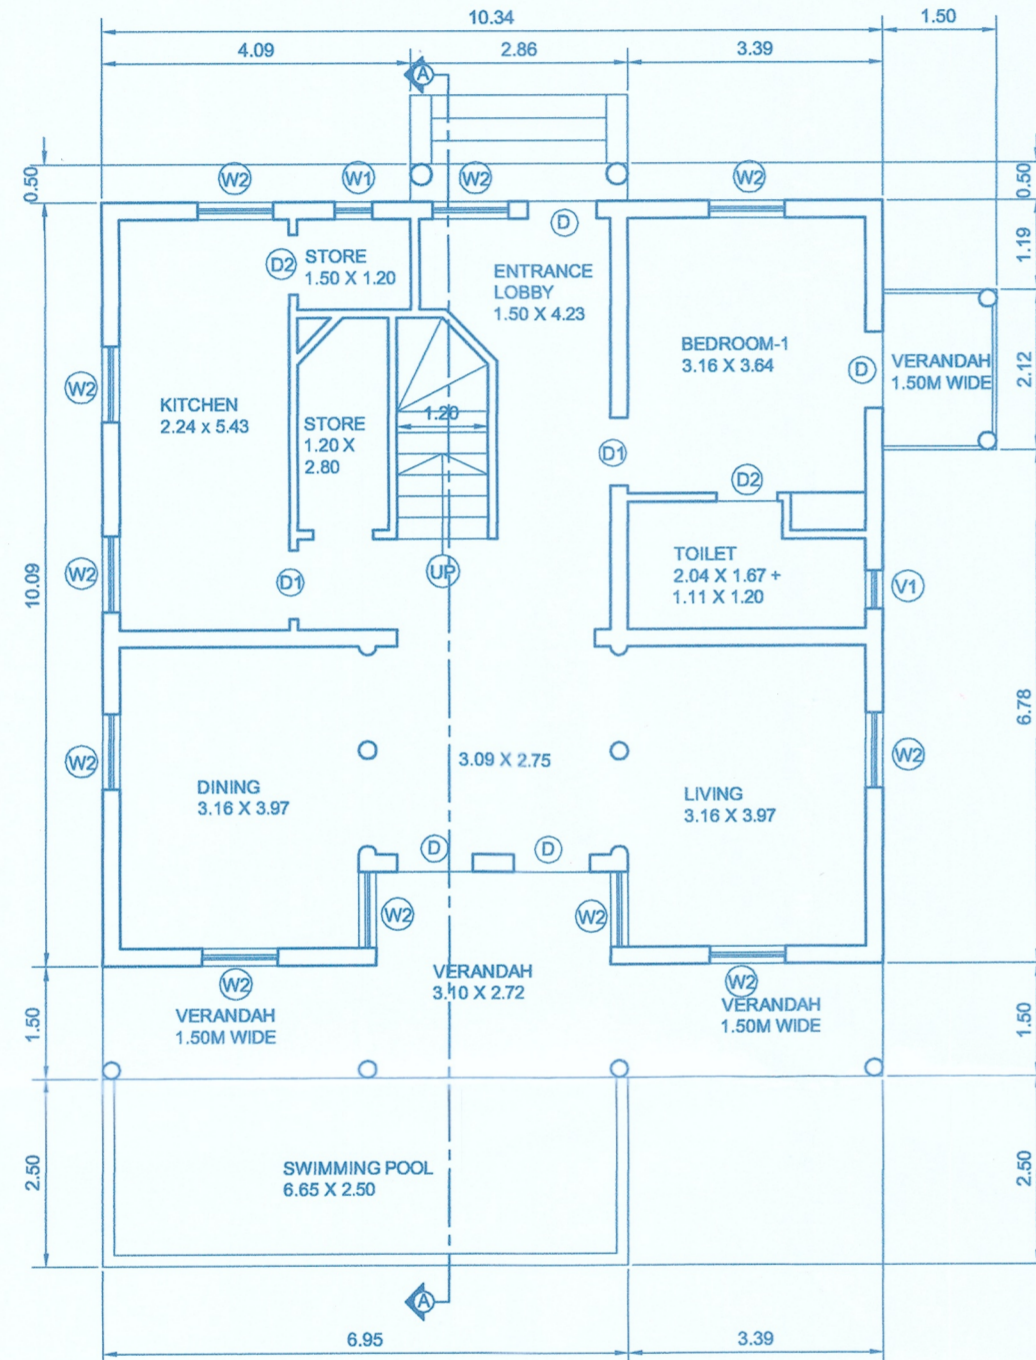 10.34
1.50
4.09
2.86
3.39
A
0.50
W2
W1
W2
W2
0.50
D
D2
STORE
1.50 X 1.20
ENTRANCE
LOBBY
1.50 X 4.23
1.19
BEDROOM-1
3.16 X 3.64
D
VERANDAH
1.50M WIDE
2.12
W2
KITCHEN
2.24 x 5.43
STORE
1.20 X
2.80
1.20
D1
D2
W2
D1
UP
TOILET
2.04 X 1.67 +
1.11 X 1.20
V1
10.09
6.78
W2
3.09 X 2.75
W2
DINING
3.16 X 3.97
LIVING
3.16 X 3.97
D
D
W2
W2
VERANDAH
3.10 X 2.72
W2
W2
VERANDAH
1.50M WIDE
VERANDAH
1.50M WIDE
1.50
1.50
SWIMMING POOL
6.65 X 2.50
2.50
2.50
A
6.95
3.39